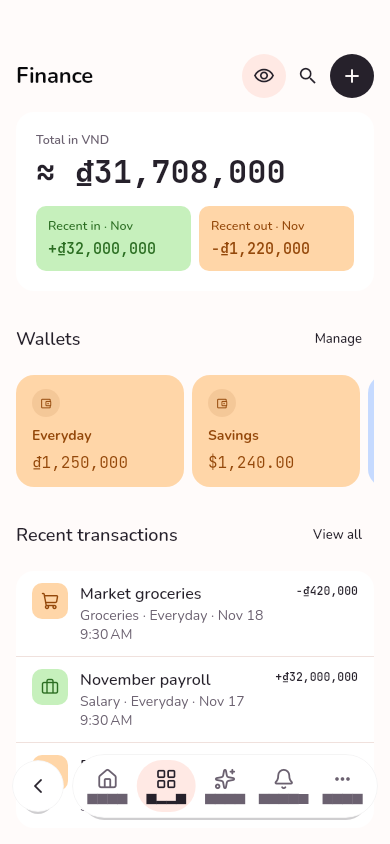 Finance
Total in VND
≈ ₫31,708,000
Recent in · Nov
+₫32,000,000
Recent out · Nov
-₫1,220,000
Wallets
Manage
Everyday
₫1,250,000
Savings
$1,240.00
Recent transactions
View all
Market groceries
-₫420,000
Groceries · Everyday · Nov 18
9:30 AM
November payroll
+₫32,000,000
Salary · Everyday · Nov 17
9:30 AM